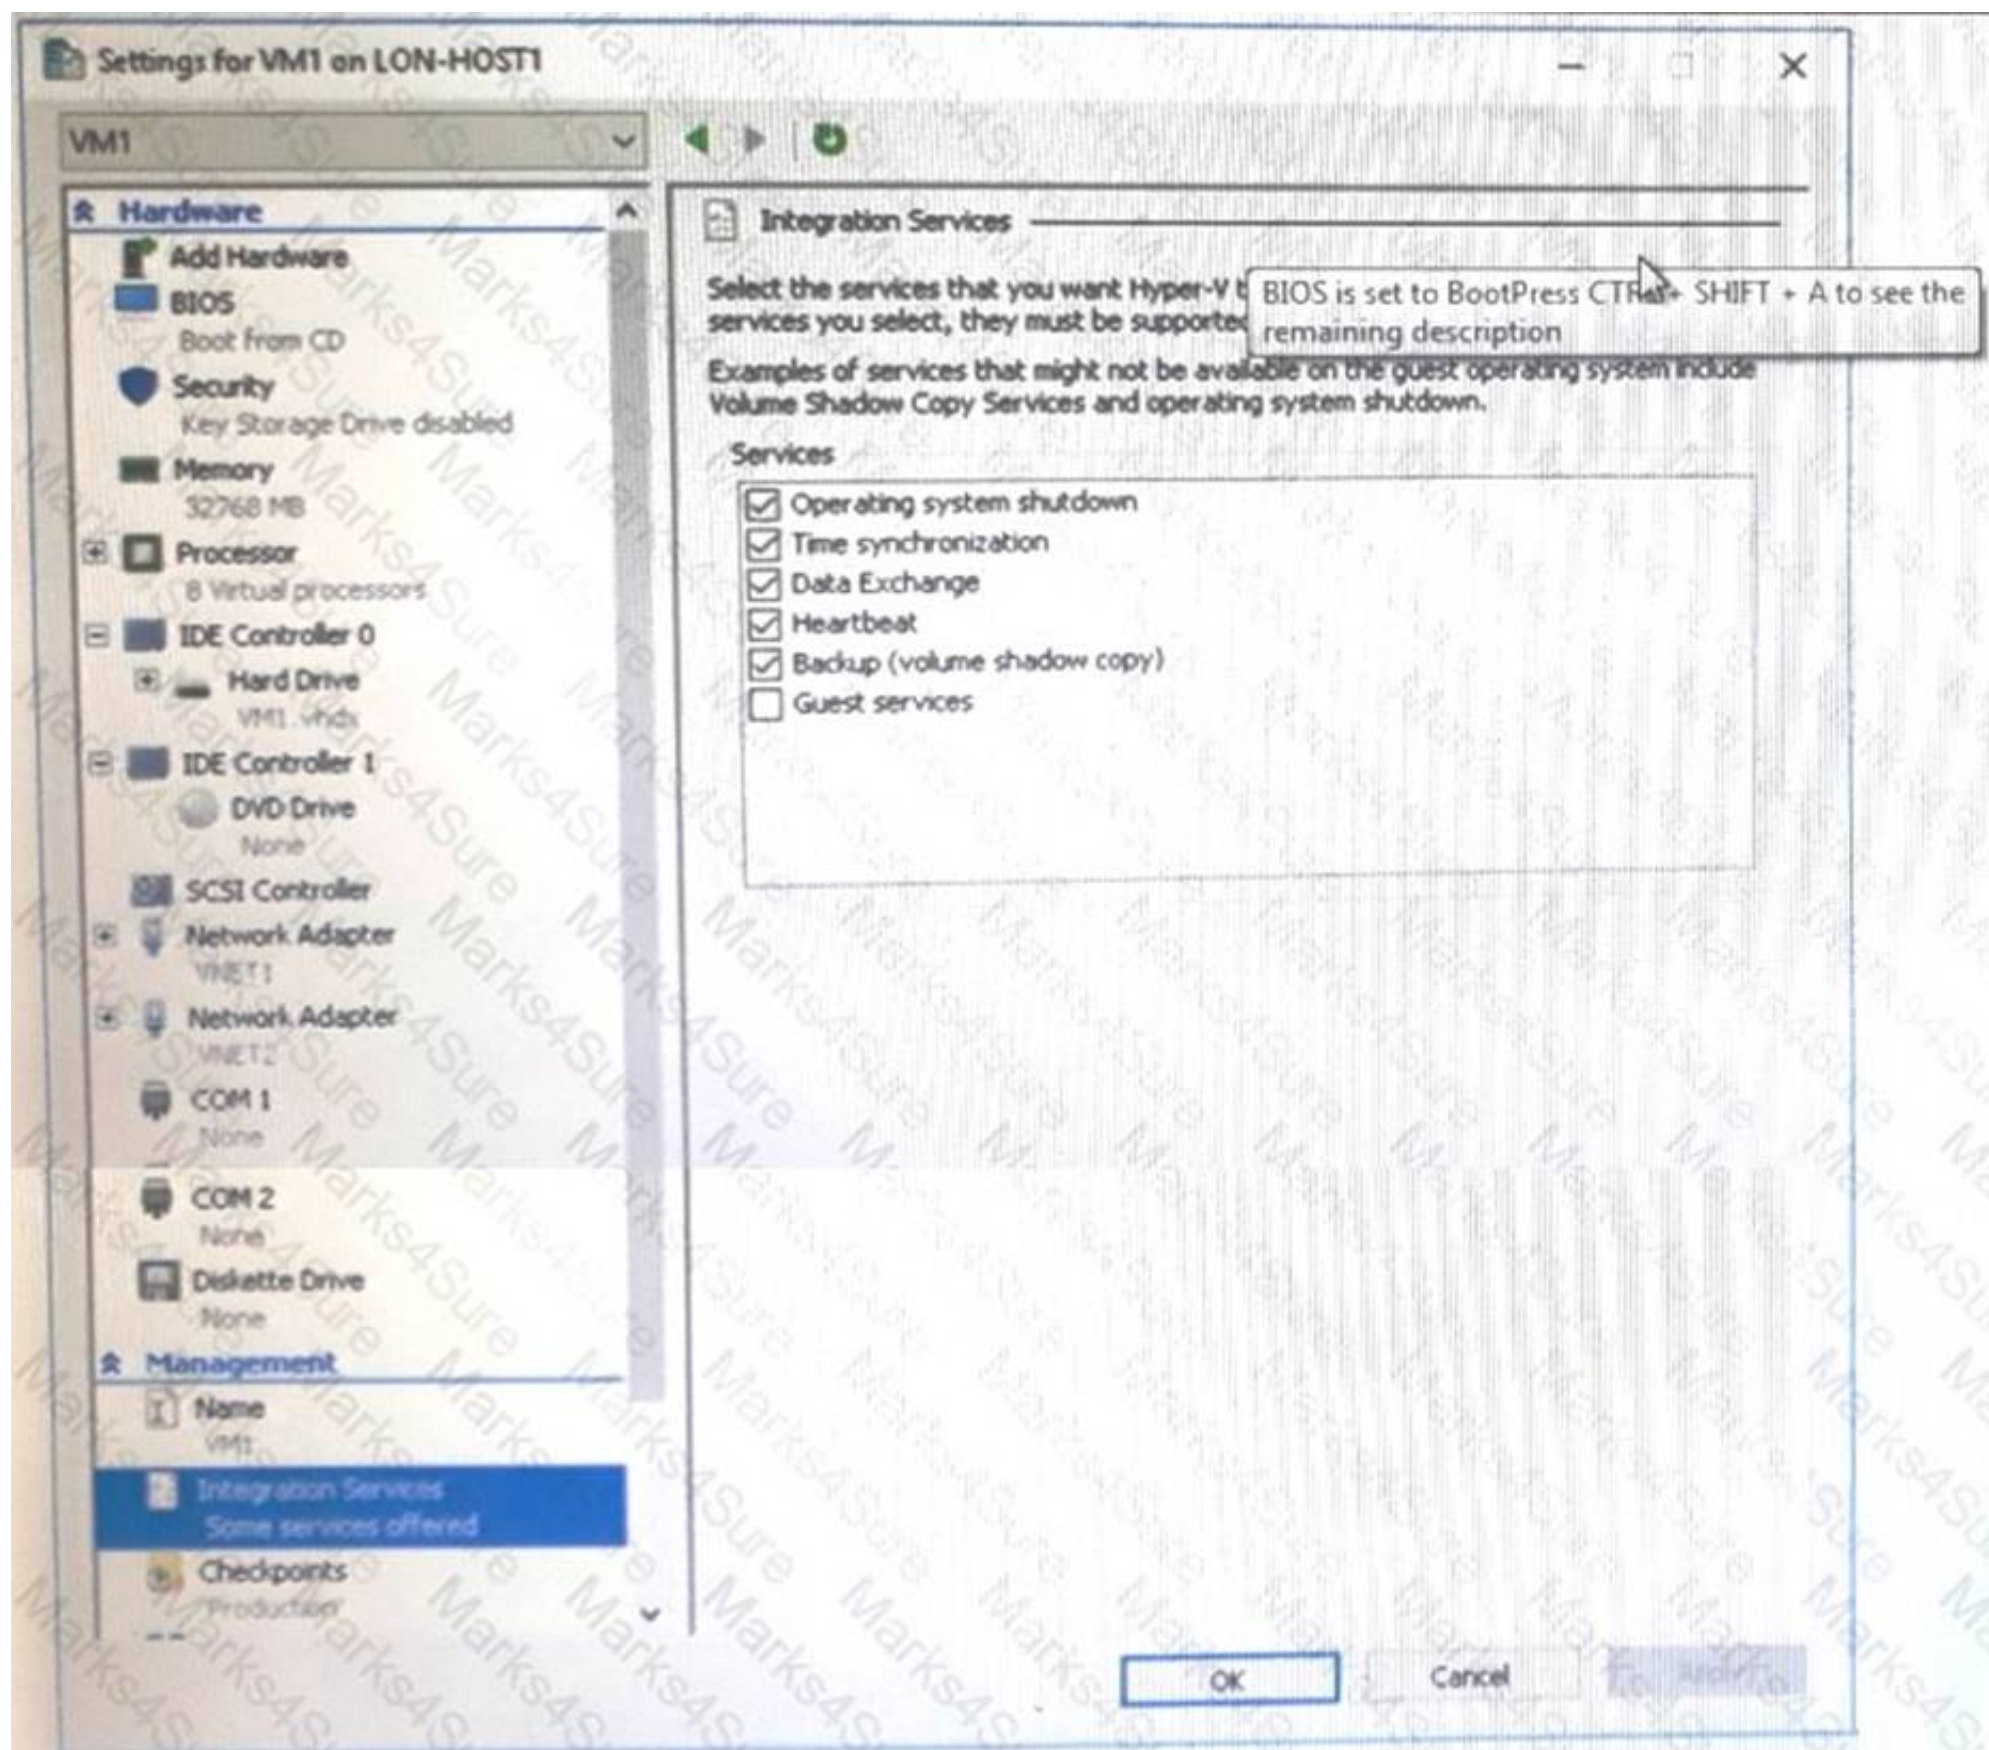 Settings for VM1 on LON-HOST1
VM1
Hardware
Add Hardware
BIOS
Boot from CD
Security
Key Storage Drive disabled
Memory
32768 MB
Processor
8 Virtual processors
IDE Controller 0
Hard Drive
VM1.vhdx
IDE Controller 1
DVD Drive
None
SCSI Controller
Network Adapter
VNET1
Network Adapter
VNET2
COM 1
None
COM 2
None
Diskette Drive
None
Management
Name
VM1
Integration Services
Some services offered
Checkpoints
Production
Integration Services
Select the services that you want Hyper-V
services you select, they must be supported
BIOS is set to BootPress CTRL + SHIFT + A to see the
remaining description
Examples of services that might not be available on the guest operating system include
Volume Shadow Copy Services and operating system shutdown.
Services
Operating system shutdown
Time synchronization
Data Exchange
Heartbeat
Backup (volume shadow copy)
Guest services
OK
Cancel
Marks4Sure